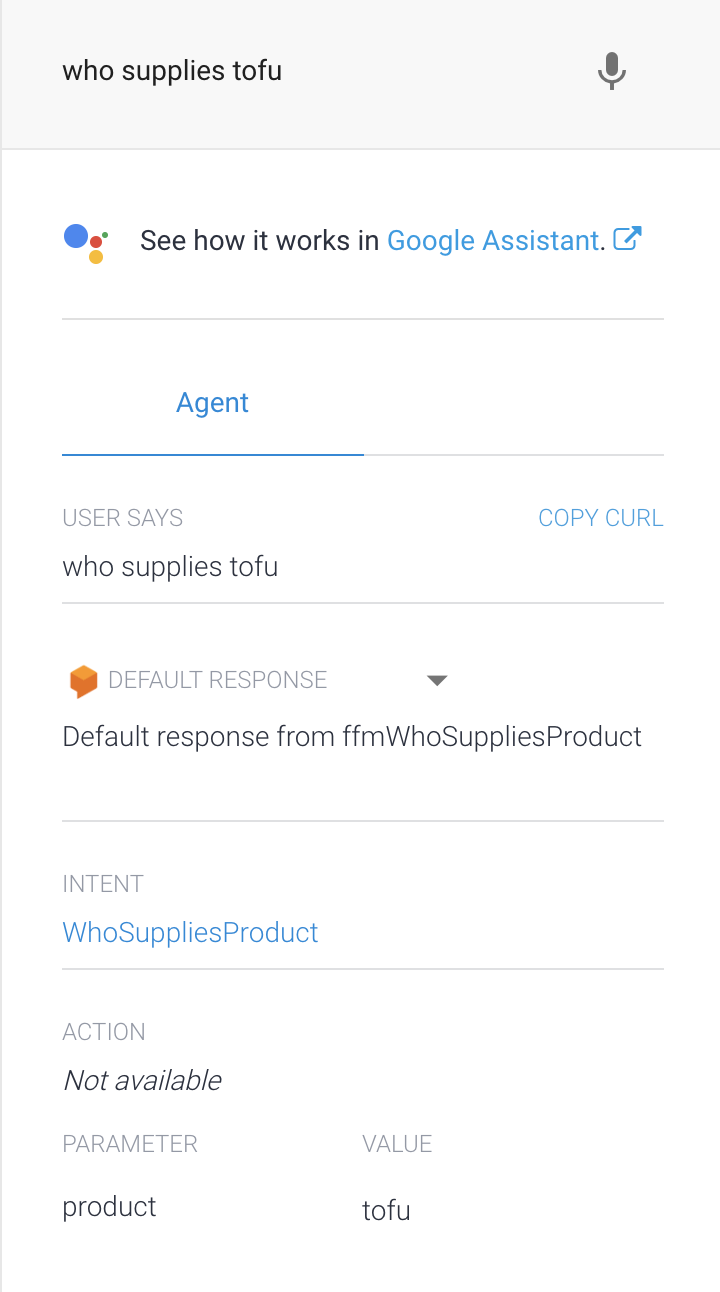 who supplies tofu
See how it works in Google Assistant.
Agent
USER SAYS COPY CURL
who supplies tofu
DEFAULT RESPONSE
Default response from ffmWhoSuppliesProduct
INTENT
WhoSuppliesProduct
ACTION
Not available
PARAMETER VALUE
product tofu